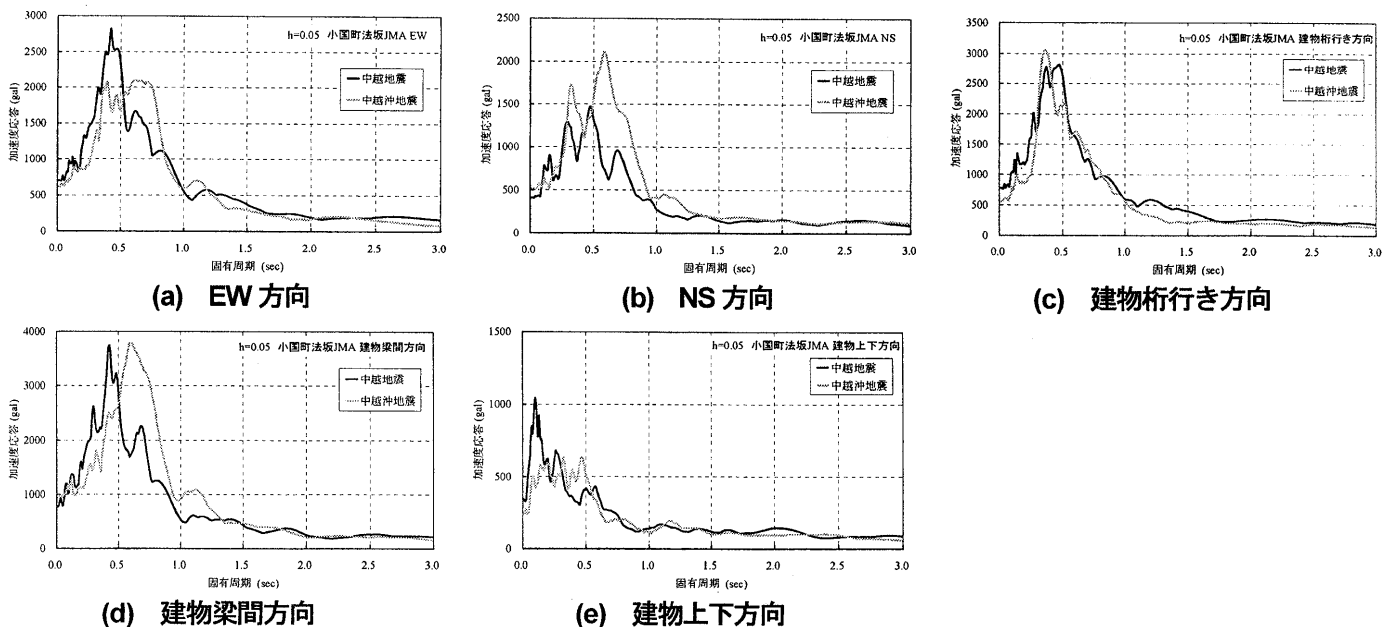 3000
2500
2000
1500
1000
500
0
加速度応答 (gal)
h=0.05 小国町法坂JMA EW
中越地震
中越沖地震
0.0 0.5 1.0 1.5 2.0 2.5 3.0
固有周期 (sec)
(a) EW 方向
2500
2000
1500
1000
500
0
加速度応答 (gal)
h=0.05 小国町法坂JMA NS
中越地震
中越沖地震
0.0 0.5 1.0 1.5 2.0 2.5 3.0
固有周期 (sec)
(b) NS 方向
3500
3000
2500
2000
1500
1000
500
0
加速度応答 (gal)
h=0.05 小国町法坂JMA 建物桁行き方向
中越地震
中越沖地震
0.0 0.5 1.0 1.5 2.0 2.5 3.0
固有周期 (sec)
(c) 建物桁行き方向
4000
3000
2000
1000
0
加速度応答 (gal)
h=0.05 小国町法坂JMA 建物梁間方向
中越地震
中越沖地震
0.0 0.5 1.0 1.5 2.0 2.5 3.0
固有周期 (sec)
(d) 建物梁間方向
1500
1000
500
0
加速度応答 (gal)
h=0.05 小国町法坂JMA 建物上下方向
中越地震
中越沖地震
0.0 0.5 1.0 1.5 2.0 2.5 3.0
固有周期 (sec)
(e) 建物上下方向